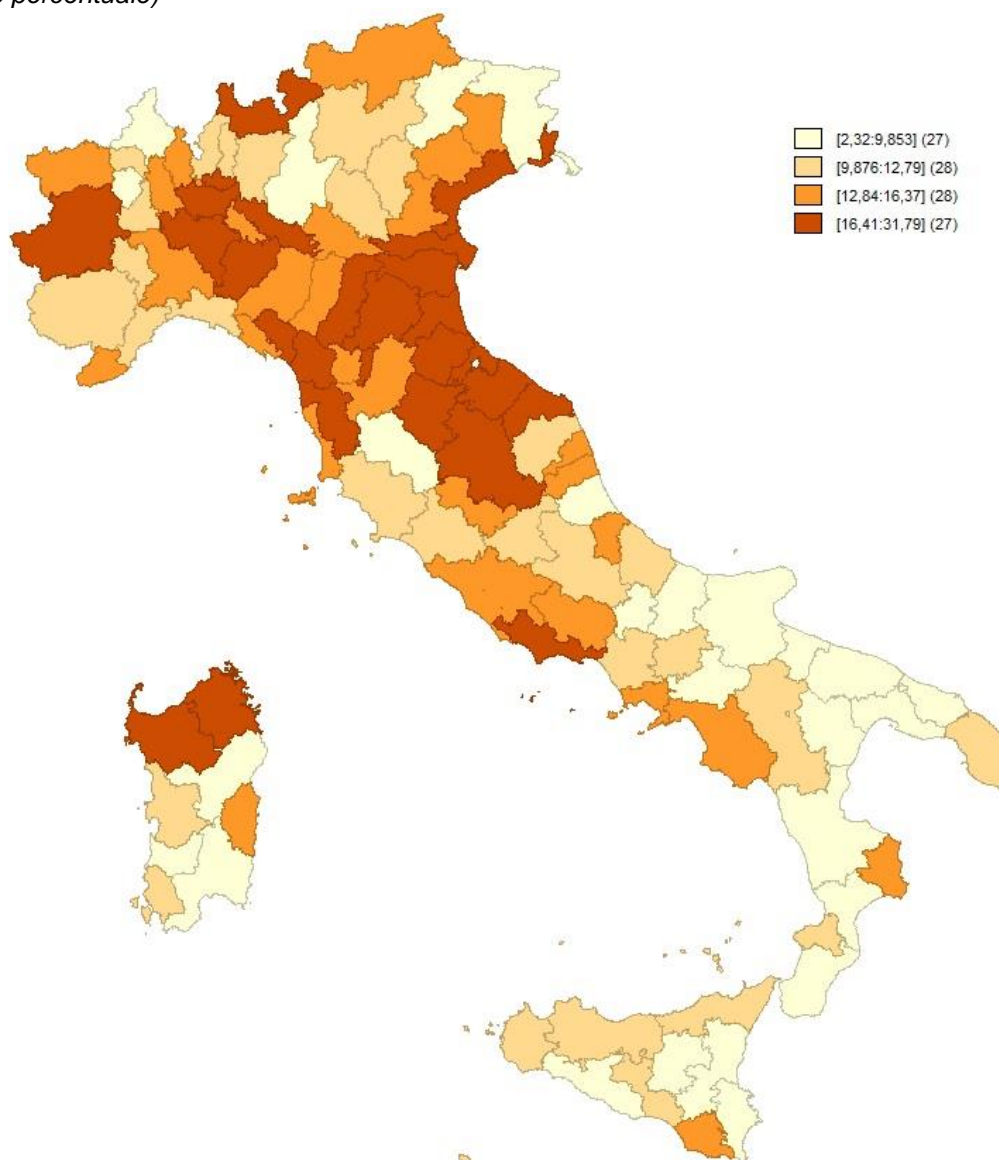 percentuale)
[2,32:9,853] (27)
[9,876:12,79] (28)
[12,84:16,37] (28)
[16,41:31,79] (27)